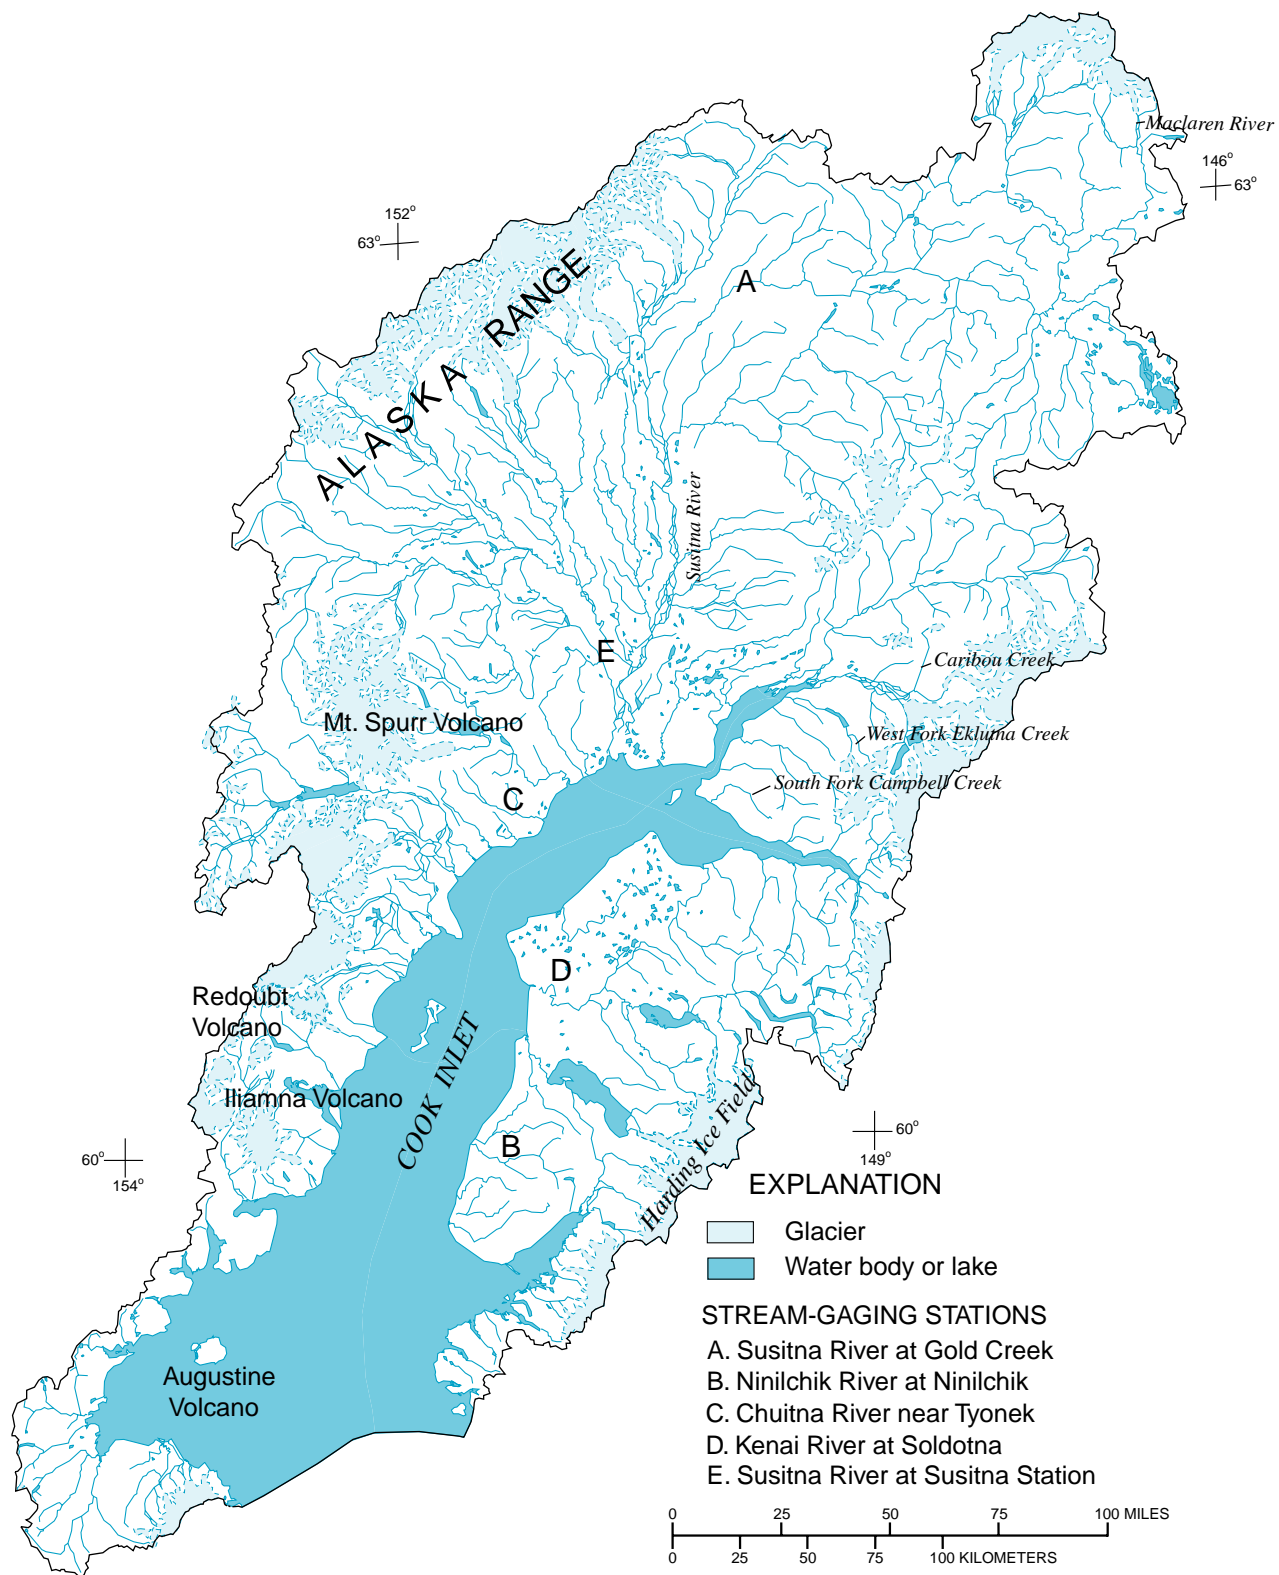 Maclaren River
146°
63°
152°
63°
A
ALASKA RANGE
Susitna River
E
Caribou Creek
Mt. Spurr Volcano
West Fork Ekluma Creek
South Fork Campbell Creek
C
D
Redoubt
Volcano
COOK INLET
Iliamna Volcano
Harding Ice Field
B
60°
154°
60°
149°
EXPLANATION
Glacier
Water body or lake
STREAM-GAGING STATIONS
A. Susitna River at Gold Creek
B. Ninilchik River at Ninilchik
C. Chuitna River near Tyonek
D. Kenai River at Soldotna
E. Susitna River at Susitna Station
Augustine
Volcano
0 25 50 75 100 MILES
0 25 50 75 100 KILOMETERS